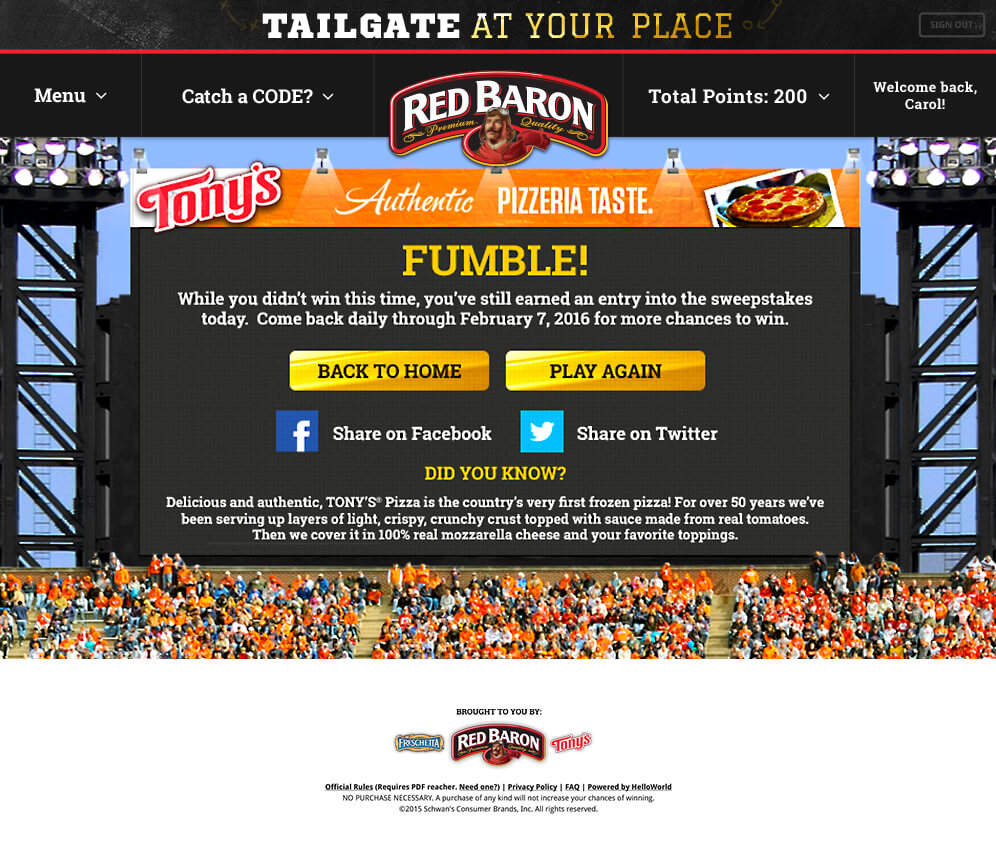 TAILGATE AT YOUR PLACE
SIGN OUT
Menu
Catch a CODE?
RED BARON
Premium Quality
Total Points: 200
Welcome back,
Carol!
Tony's
Authentic PIZZERIA TASTE.
FUMBLE!
While you didn't win this time, you've still earned an entry into the sweepstakes
today.  Come back daily through February 7, 2016 for more chances to win.
BACK TO HOME
PLAY AGAIN
Share on Facebook
Share on Twitter
DID YOU KNOW?
Delicious and authentic, TONY'S® Pizza is the country's very first frozen pizza! For over 50 years we've
been serving up layers of light, crispy, crunchy crust topped with sauce made from real tomatoes.
Then we cover it in 100% real mozzarella cheese and your favorite toppings.
BROUGHT TO YOU BY:
FRESCHETTA
RED BARON
Premium Quality
Tony's
Official Rules (Requires PDF reacher. Need one?) | Privacy Policy | FAQ | Powered by HelloWorld
NO PURCHASE NECESSARY. A purchase of any kind will not increase your chances of winning.
©2015 Schwan's Consumer Brands, Inc. All rights reserved.